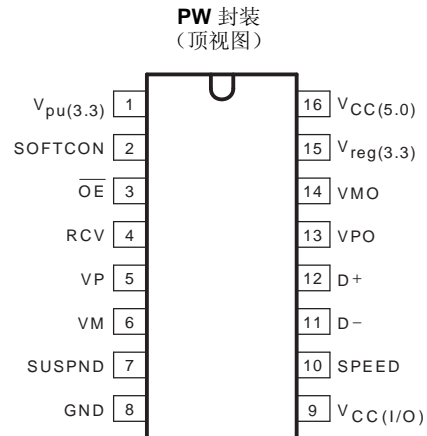 PW 封装
（顶视图）
Vpu(3.3) 1
SOFTCON 2
OE 3
RCV 4
VP 5
VM 6
SUSPND 7
GND 8
16 VCC(5.0)
15 Vreg(3.3)
14 VMO
13 VPO
12 D+
11 D−
10 SPEED
9 VCC(I/O)